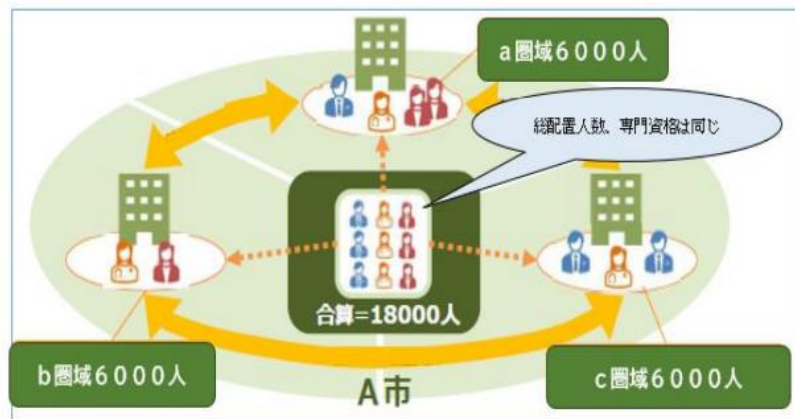 a圏域6000人
総配置人数、専門資格は同じ
合算=18000人
b圏域6000人
c圏域6000人
A市